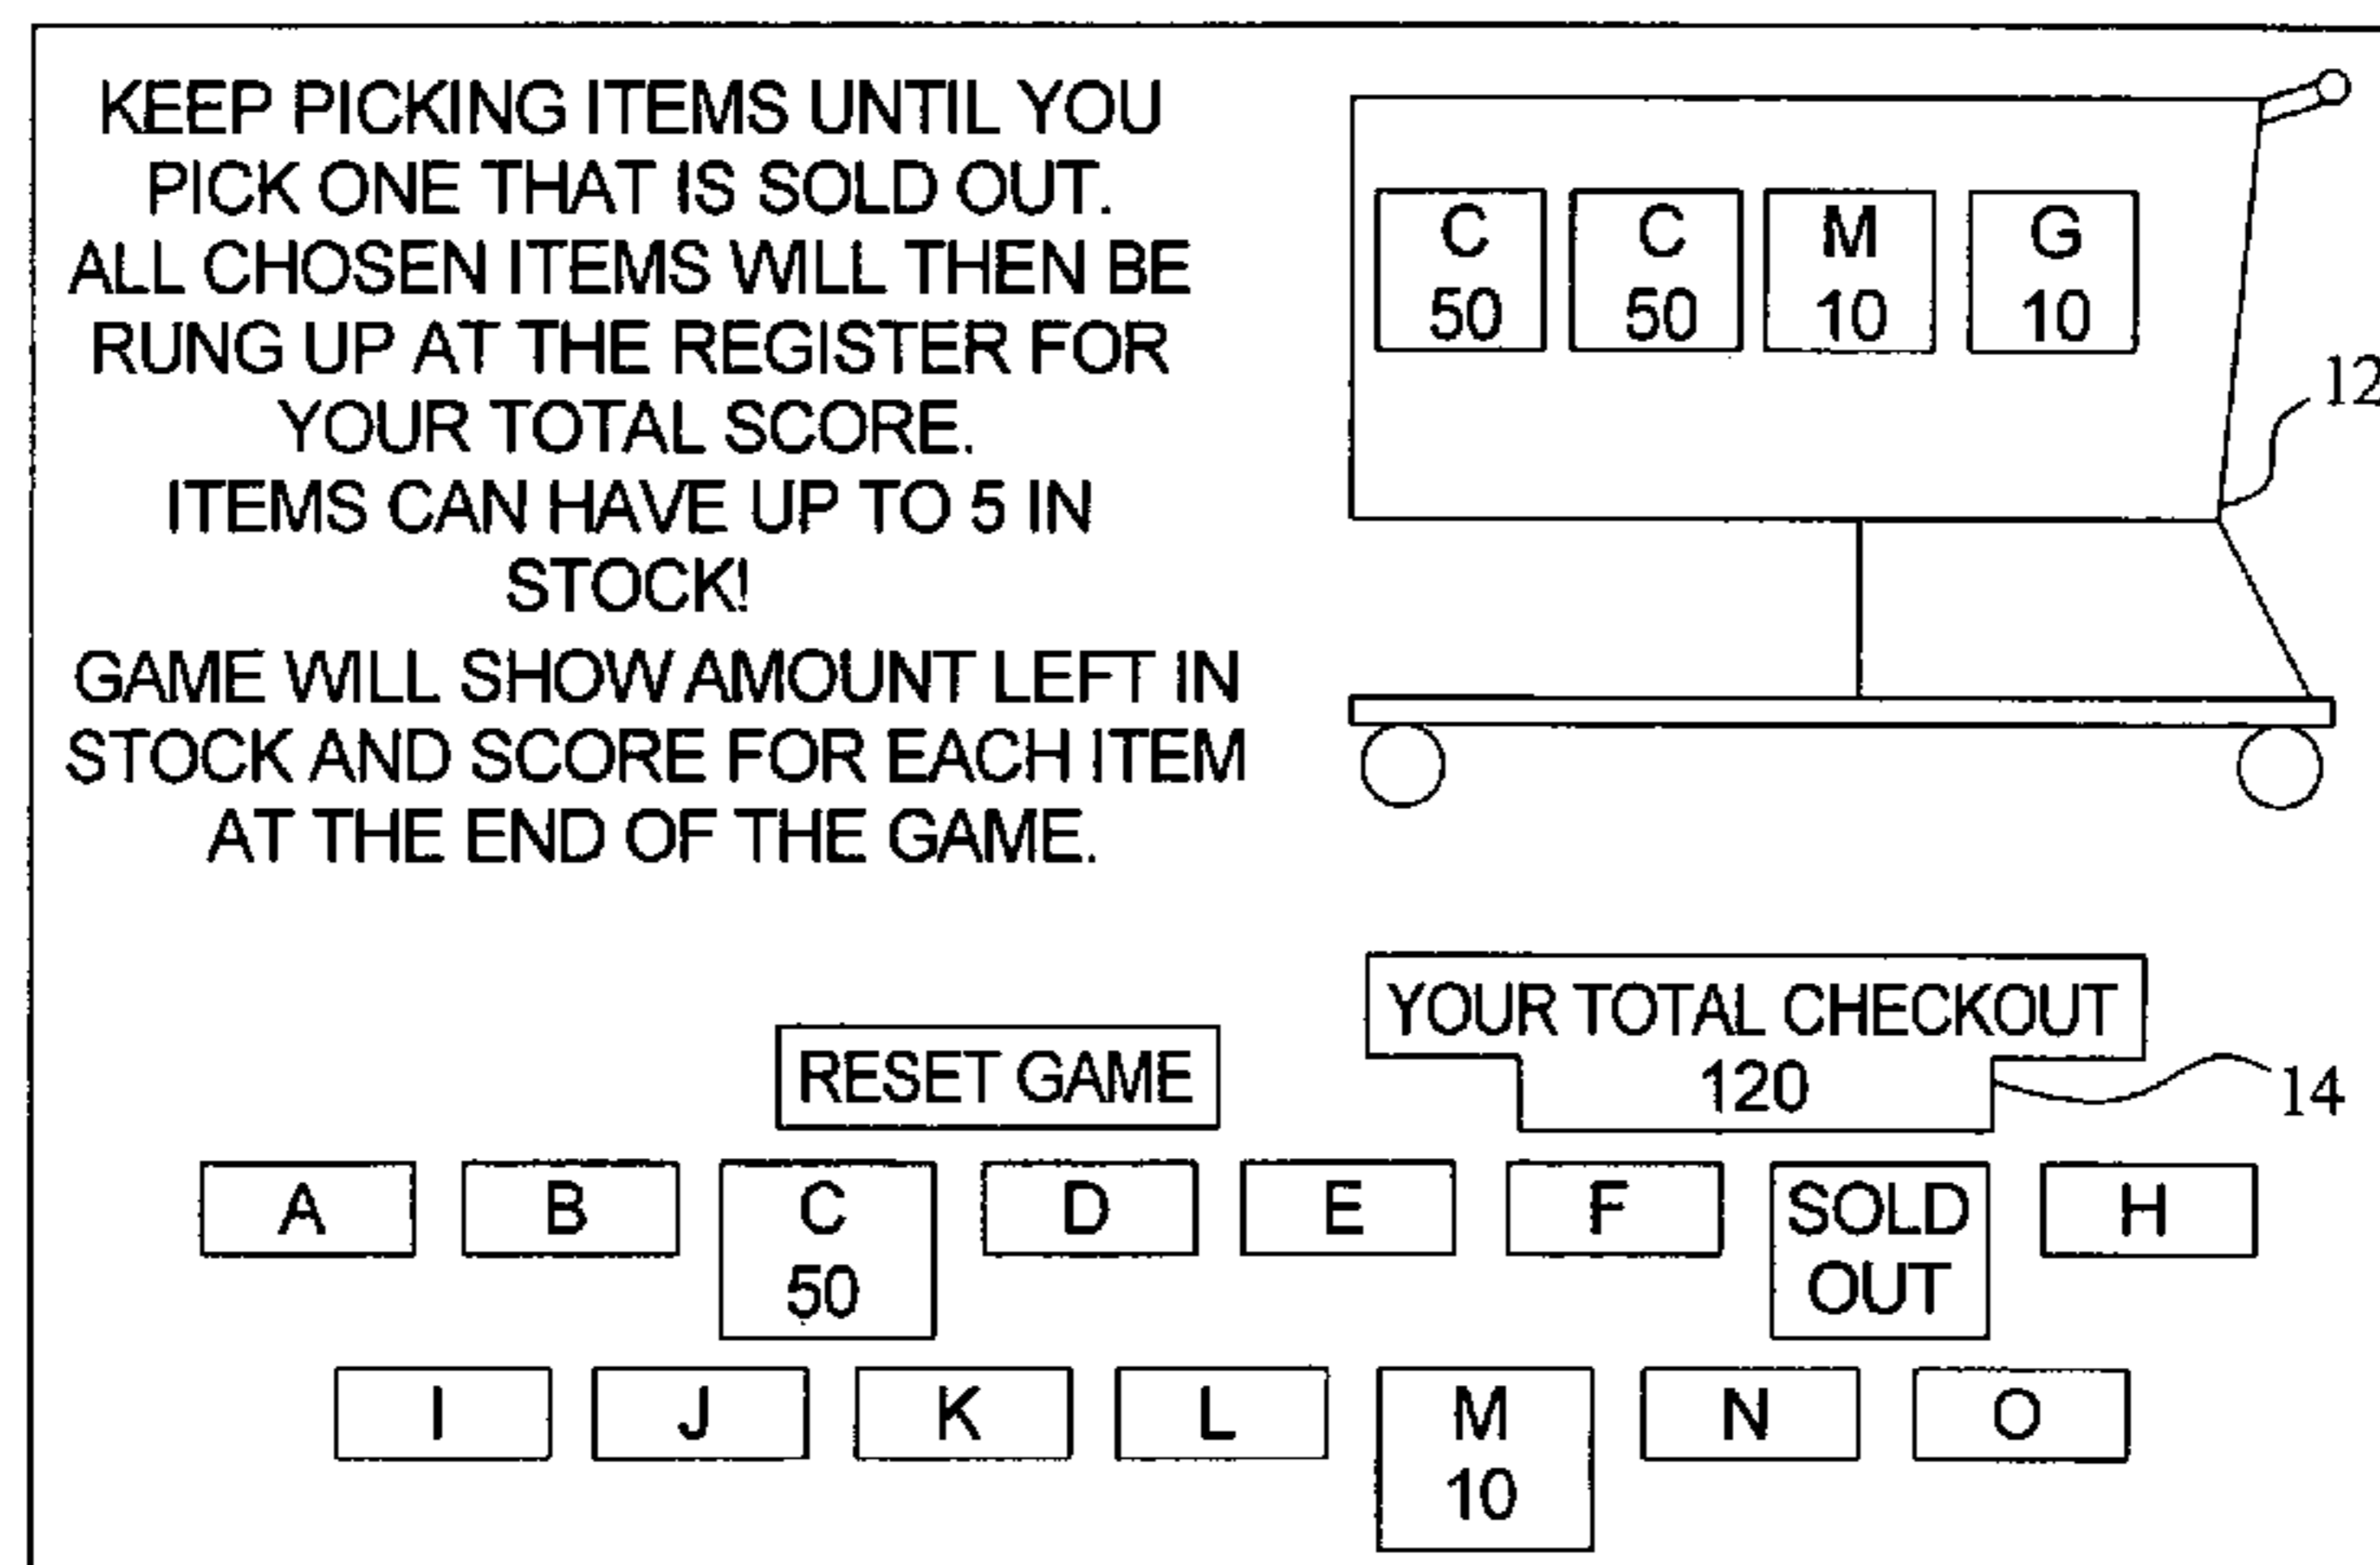 KEEP PICKING ITEMS UNTIL YOU
PICK ONE THAT IS SOLD OUT.
ALL CHOSEN ITEMS WILL THEN BE
RUNG UP AT THE REGISTER FOR
YOUR TOTAL SCORE.
ITEMS CAN HAVE UP TO 5 IN
STOCK!
GAME WILL SHOW AMOUNT LEFT IN
STOCK AND SCORE FOR EACH ITEM
AT THE END OF THE GAME.
C C M G
50 50 10 10
12
YOUR TOTAL CHECKOUT
120
14
RESET GAME
A B C D E F SOLD H
50 OUT
I J K L M N O
10